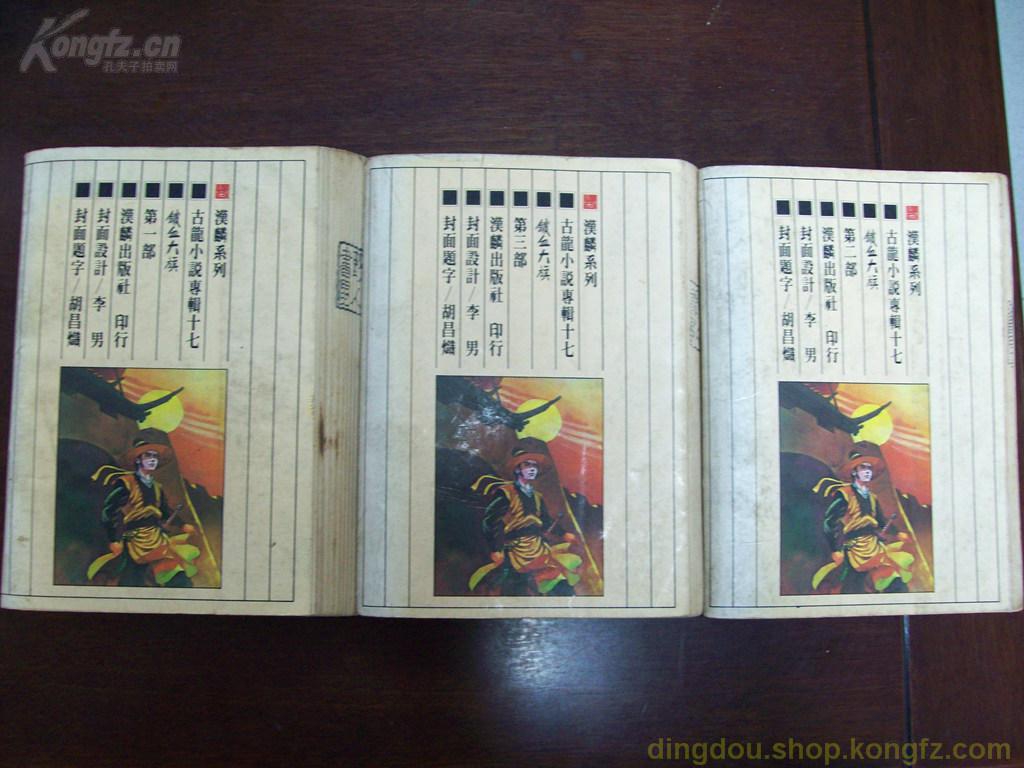 Kongfz.cn
孔夫子拍卖网
漢麟系列
古龍小說專輯十七
鐵血大旗
第一部
漢麟出版社 印行
封面設計/李 男
封面題字/胡昌熾
漢麟系列
古龍小說專輯十七
鐵血大旗
第三部
漢麟出版社 印行
封面設計/李 男
封面題字/胡昌熾
漢麟系列
古龍小說專輯十七
鐵血大旗
第二部
漢麟出版社 印行
封面設計/李 男
封面題字/胡昌熾
dingdou.shop.kongfz.com